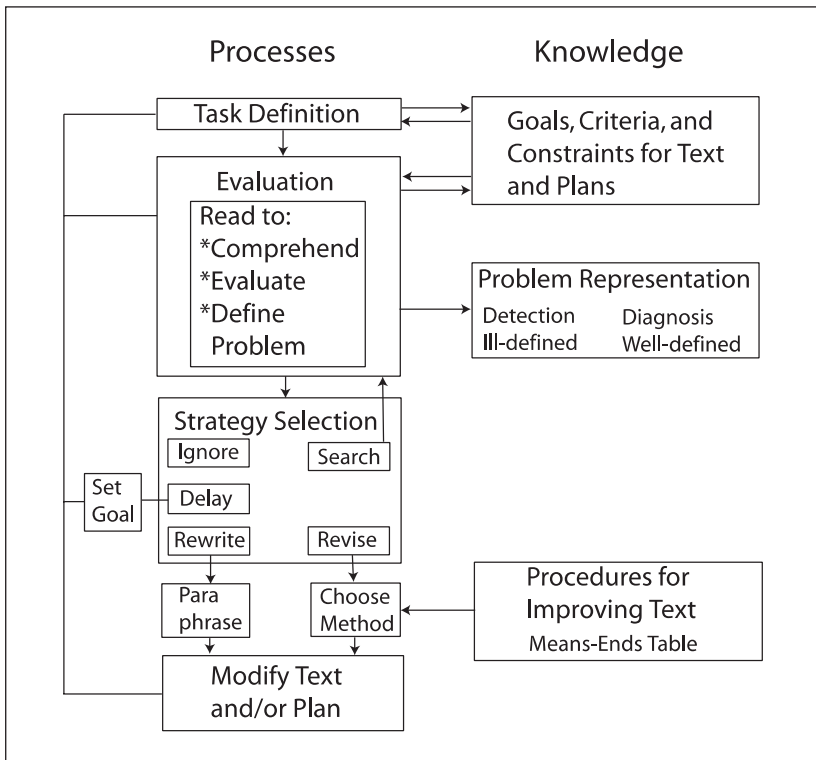 Processes
Knowledge
Task Definition
Goals, Criteria, and
Constraints for Text
and Plans
Evaluation
Read to:
*Comprehend
*Evaluate
*Define
Problem
Problem Representation
Detection
Diagnosis
Ill-defined
Well-defined
Strategy Selection
Ignore
Search
Set
Goal
Delay
Rewrite
Revise
Para
phrase
Choose
Method
Procedures for
Improving Text
Means-Ends Table
Modify Text
and/or Plan